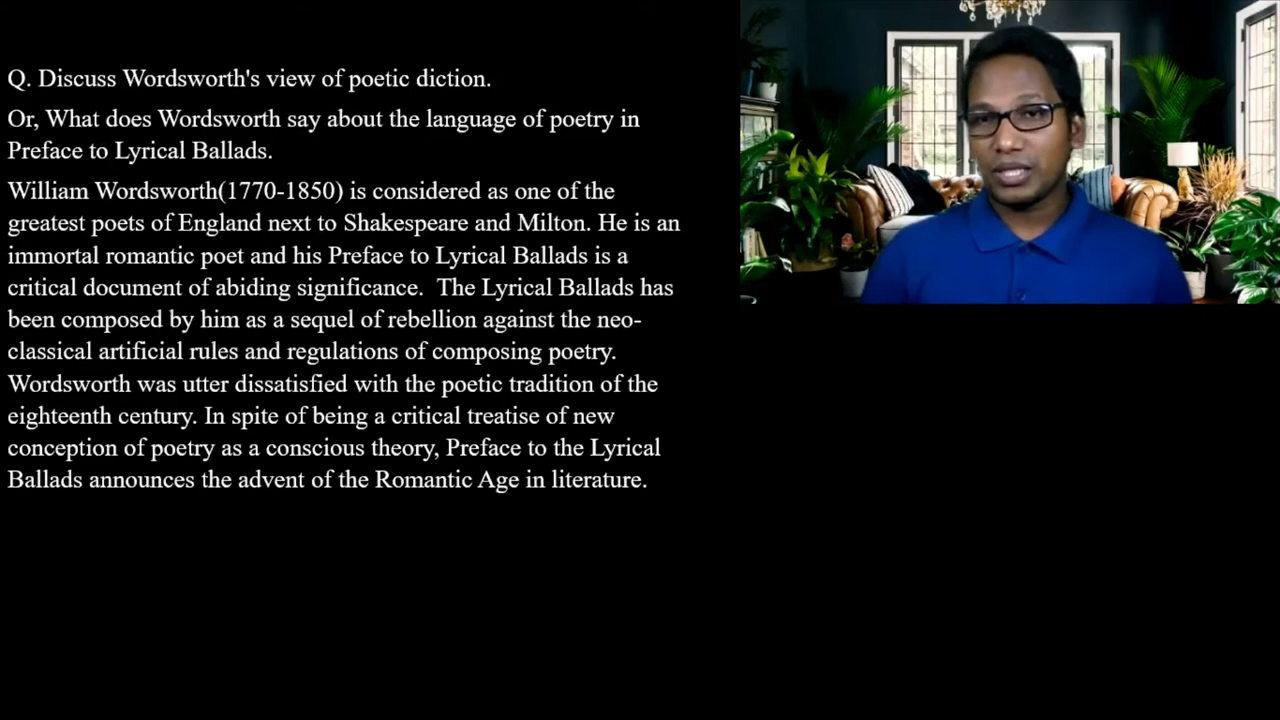 Q. Discuss Wordsworth's view of poetic diction.
Or, What does Wordsworth say about the language of poetry in
Preface to Lyrical Ballads.
William Wordsworth(1770-1850) is considered as one of the
greatest poets of England next to Shakespeare and Milton. He is an
immortal romantic poet and his Preface to Lyrical Ballads is a
critical document of abiding significance.  The Lyrical Ballads has
been composed by him as a sequel of rebellion against the neo-
classical artificial rules and regulations of composing poetry.
Wordsworth was utter dissatisfied with the poetic tradition of the
eighteenth century. In spite of being a critical treatise of new
conception of poetry as a conscious theory, Preface to the Lyrical
Ballads announces the advent of the Romantic Age in literature.